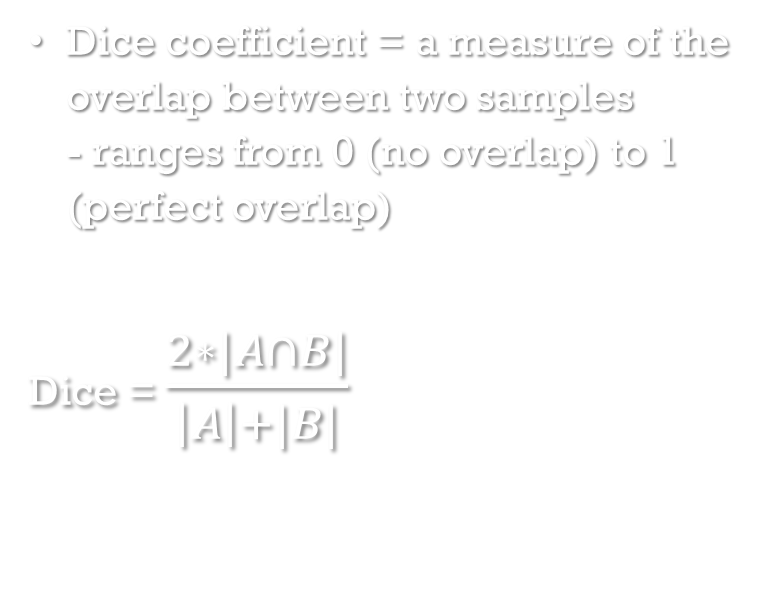 • Dice coefficient = a measure of the
overlap between two samples
- ranges from 0 (no overlap) to 1
(perfect overlap)
2*|A∩B|
Dice = ―
|A|+|B|